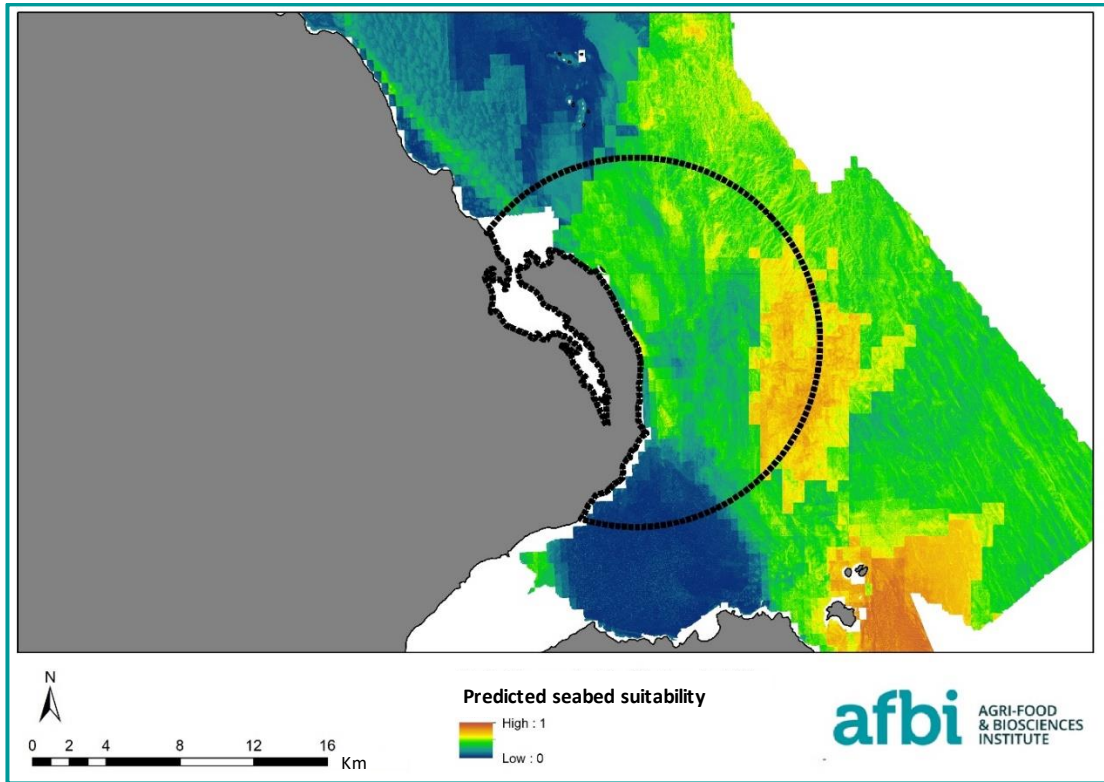 N
0 2 4 8 12 16
Km
Predicted seabed suitability
High : 1
Low : 0
afbi
AGRI-FOOD
& BIOSCIENCES
INSTITUTE